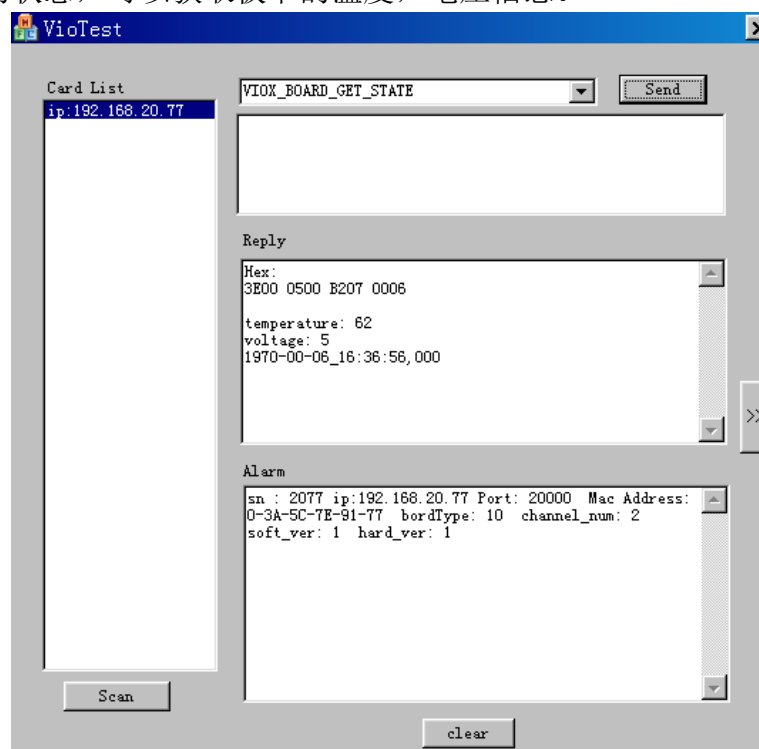 VioTest
Card List
ip:192.168.20.77
VIOX_BOARD_GET_STATE
Send
Reply
Hex:
3E00 0500 B207 0006
temperature: 62
voltage: 5
1970-00-06_16:36:56,000
>>
Alarm
sn : 2077 ip:192.168.20.77 Port: 20000 Mac Address:
0-3A-5C-7E-91-77 bordType: 10 channel_num: 2
soft_ver: 1 hard_ver: 1
Scan
clear